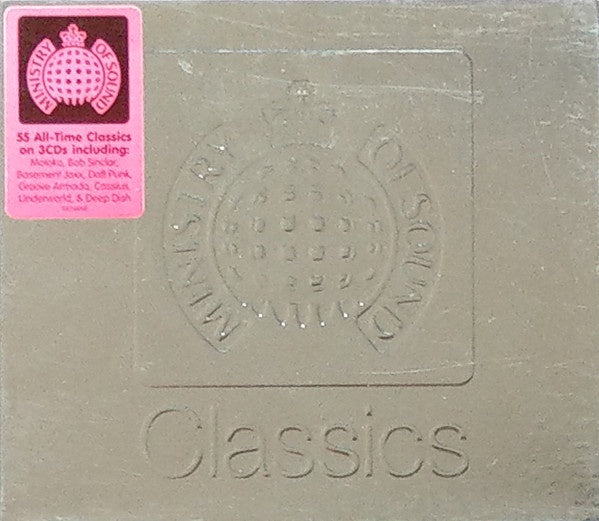 MINISTRY OF SOUND
55 All-Time Classics
on 3CDs including:
Moloko, Bob Sinclar,
Basement Jaxx, Daft Punk,
Groove Armada, Cassius,
Underworld, & Deep Dish
MINISTRY OF SOUND
Classics